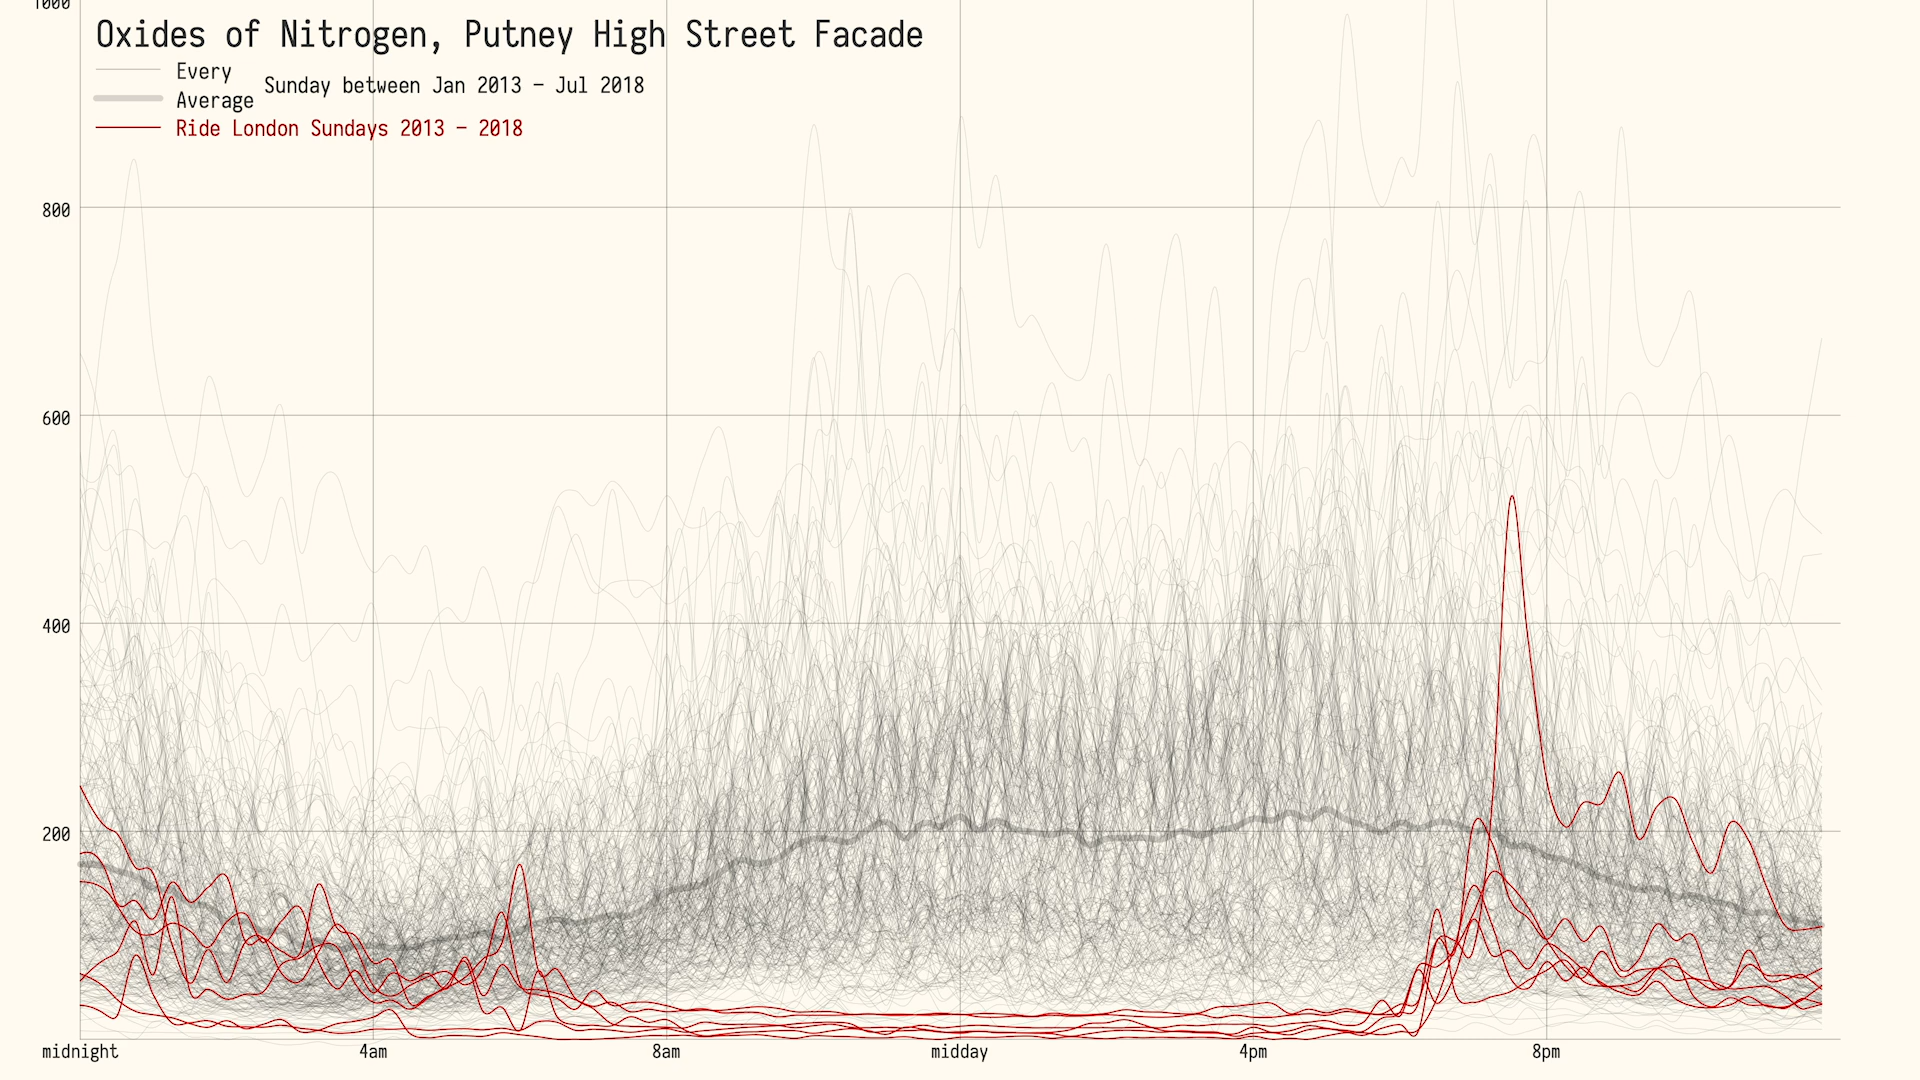 1000
Oxides of Nitrogen, Putney High Street Facade
Every
Average
Sunday between Jan 2013 – Jul 2018
Ride London Sundays 2013 – 2018
800
600
400
200
midnight 4am 8am midday 4pm 8pm